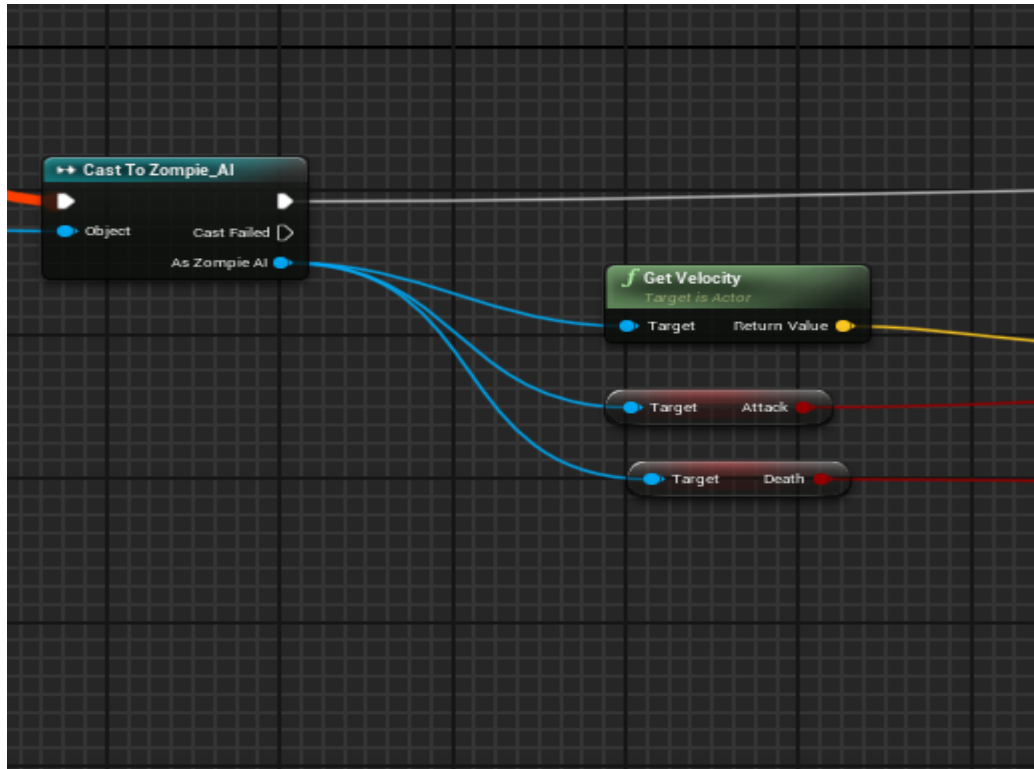 Cast To Zompie_AI
Object
Cast Failed
As Zompie AI
f Get Velocity
Target is Actor
Target Return Value
Target Attack
Target Death